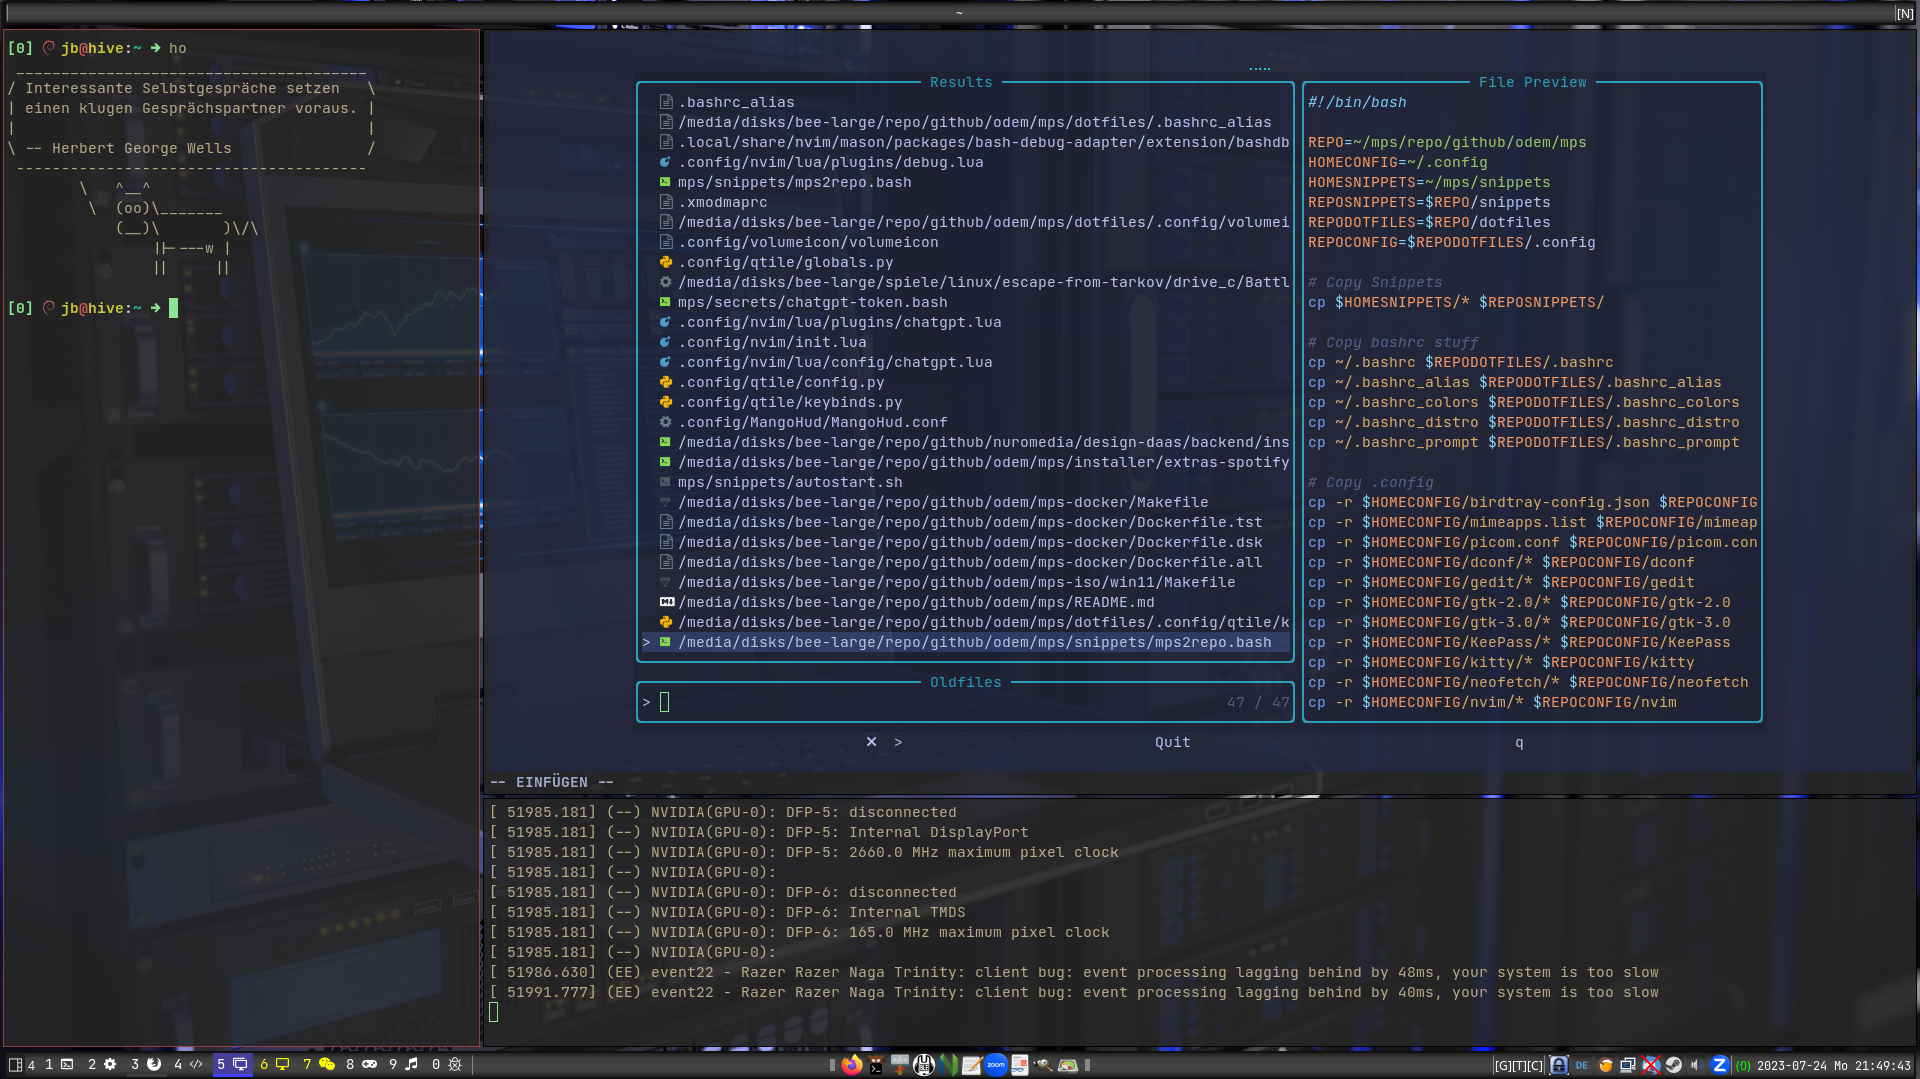 ~
[N]
[0] jb@hive:~ ➜ ho
/ Interessante Selbstgespräche setzen \
| einen klugen Gesprächspartner voraus. |
| |
\ -- Herbert George Wells /
---------------------------------------
\ ^__^
\ (oo)\_______
(__)\ )\/\
||----w |
|| ||
[0] jb@hive:~ ➜
Results
.bashrc_alias
/media/disks/bee-large/repo/github/odem/mps/dotfiles/.bashrc_alias
.local/share/nvim/mason/packages/bash-debug-adapter/extension/bashdb
.config/nvim/lua/plugins/debug.lua
mps/snippets/mps2repo.bash
.xmodmaprc
/media/disks/bee-large/repo/github/odem/mps/dotfiles/.config/volumei
.config/volumeicon/volumeicon
.config/qtile/globals.py
/media/disks/bee-large/spiele/linux/escape-from-tarkov/drive_c/Battl
mps/secrets/chatgpt-token.bash
.config/nvim/lua/plugins/chatgpt.lua
.config/nvim/init.lua
.config/nvim/lua/config/chatgpt.lua
.config/qtile/config.py
.config/qtile/keybinds.py
.config/MangoHud/MangoHud.conf
/media/disks/bee-large/repo/github/nuromedia/design-daas/backend/ins
/media/disks/bee-large/repo/github/odem/mps/installer/extras-spotify
mps/snippets/autostart.sh
/media/disks/bee-large/repo/github/odem/mps-docker/Makefile
/media/disks/bee-large/repo/github/odem/mps-docker/Dockerfile.tst
/media/disks/bee-large/repo/github/odem/mps-docker/Dockerfile.dsk
/media/disks/bee-large/repo/github/odem/mps-docker/Dockerfile.all
/media/disks/bee-large/repo/github/odem/mps-iso/win11/Makefile
/media/disks/bee-large/repo/github/odem/mps/README.md
/media/disks/bee-large/repo/github/odem/mps/dotfiles/.config/qtile/k
> /media/disks/bee-large/repo/github/odem/mps/snippets/mps2repo.bash
Oldfiles
> 47 / 47
File Preview
#!/bin/bash
REPO=~/mps/repo/github/odem/mps
HOMECONFIG=~/.config
HOMESNIPPETS=~/mps/snippets
REPOSNIPPETS=$REPO/snippets
REPODOTFILES=$REPO/dotfiles
REPOCONFIG=$REPODOTFILES/.config
# Copy Snippets
cp $HOMESNIPPETS/* $REPOSNIPPETS/
# Copy bashrc stuff
cp ~/.bashrc $REPODOTFILES/.bashrc
cp ~/.bashrc_alias $REPODOTFILES/.bashrc_alias
cp ~/.bashrc_colors $REPODOTFILES/.bashrc_colors
cp ~/.bashrc_distro $REPODOTFILES/.bashrc_distro
cp ~/.bashrc_prompt $REPODOTFILES/.bashrc_prompt
# Copy .config
cp -r $HOMECONFIG/birdtray-config.json $REPOCONFIG
cp -r $HOMECONFIG/mimeapps.list $REPOCONFIG/mimeap
cp -r $HOMECONFIG/picom.conf $REPOCONFIG/picom.con
cp -r $HOMECONFIG/dconf/* $REPOCONFIG/dconf
cp -r $HOMECONFIG/gedit/* $REPOCONFIG/gedit
cp -r $HOMECONFIG/gtk-2.0/* $REPOCONFIG/gtk-2.0
cp -r $HOMECONFIG/gtk-3.0/* $REPOCONFIG/gtk-3.0
cp -r $HOMECONFIG/KeePass/* $REPOCONFIG/KeePass
cp -r $HOMECONFIG/kitty/* $REPOCONFIG/kitty
cp -r $HOMECONFIG/neofetch/* $REPOCONFIG/neofetch
cp -r $HOMECONFIG/nvim/* $REPOCONFIG/nvim
✕ > Quit q
-- EINFÜGEN --
[ 51985.181] (--) NVIDIA(GPU-0): DFP-5: disconnected
[ 51985.181] (--) NVIDIA(GPU-0): DFP-5: Internal DisplayPort
[ 51985.181] (--) NVIDIA(GPU-0): DFP-5: 2660.0 MHz maximum pixel clock
[ 51985.181] (--) NVIDIA(GPU-0):
[ 51985.181] (--) NVIDIA(GPU-0): DFP-6: disconnected
[ 51985.181] (--) NVIDIA(GPU-0): DFP-6: Internal TMDS
[ 51985.181] (--) NVIDIA(GPU-0): DFP-6: 165.0 MHz maximum pixel clock
[ 51985.181] (--) NVIDIA(GPU-0):
[ 51986.630] (EE) event22 - Razer Razer Naga Trinity: client bug: event processing lagging behind by 48ms, your system is too slow
[ 51991.777] (EE) event22 - Razer Razer Naga Trinity: client bug: event processing lagging behind by 40ms, your system is too slow
4 1 2 3 4 </> 5 6 7 8 9 0 zoom [G][T][C] DE Z (0) 2023-07-24 Mo 21:49:43